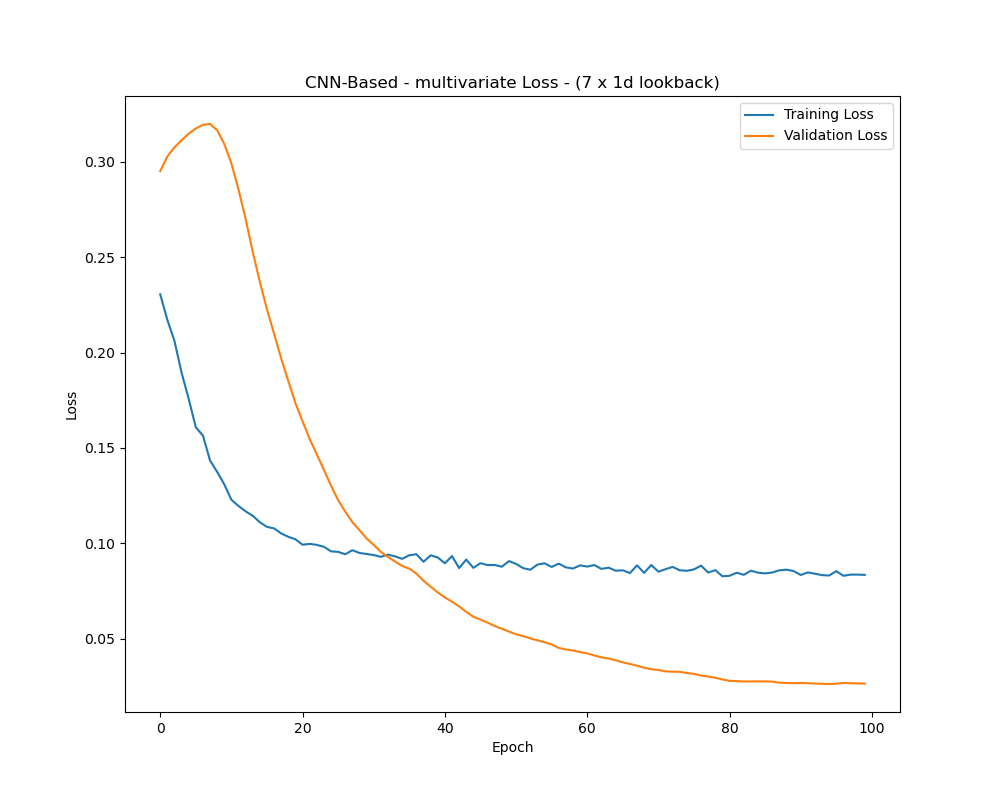 CNN-Based - multivariate Loss - (7 x 1d lookback)
Training Loss
Validation Loss
0.30
0.25
0.20
0.15
0.10
0.05
Loss
0 20 40 60 80 100
Epoch